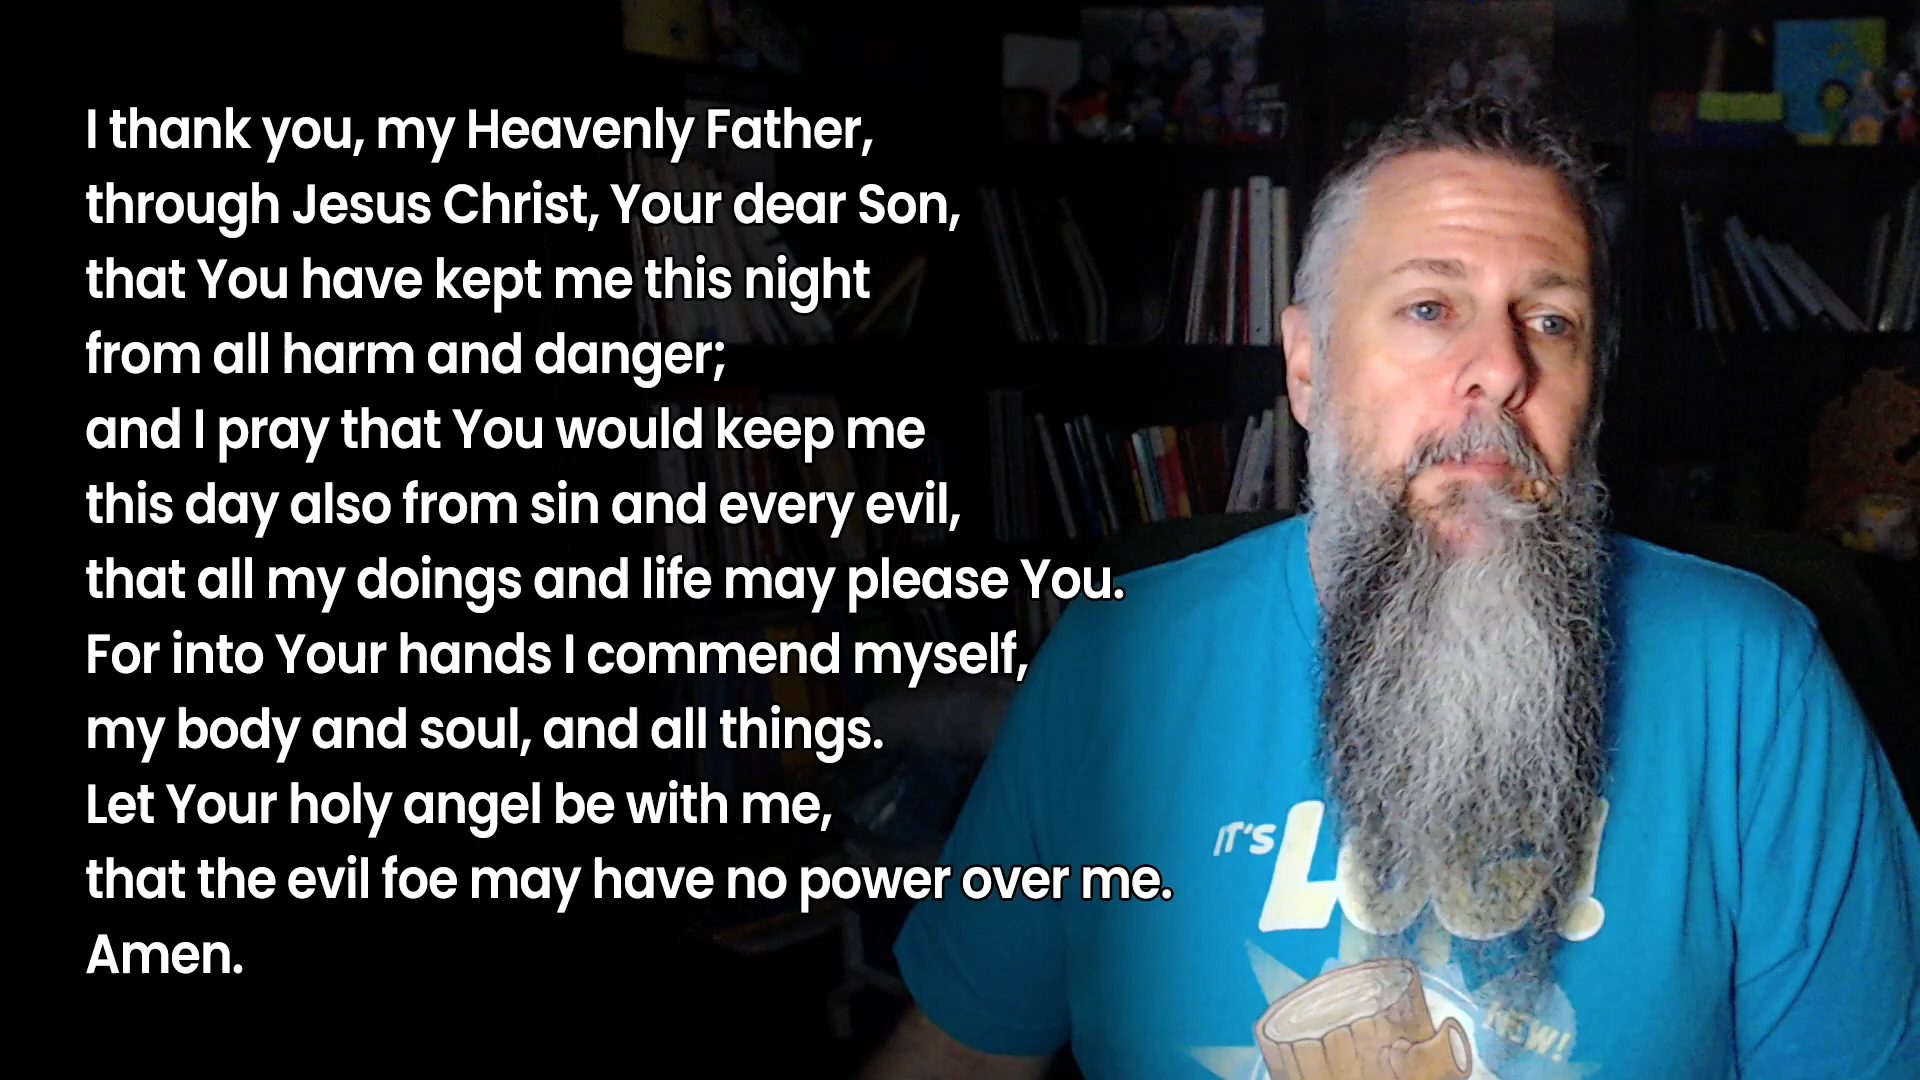 I thank you, my Heavenly Father,
through Jesus Christ, Your dear Son,
that You have kept me this night
from all harm and danger;
and I pray that You would keep me
this day also from sin and every evil,
that all my doings and life may please You.
For into Your hands I commend myself,
my body and soul, and all things.
Let Your holy angel be with me,
that the evil foe may have no power over me.
Amen.
IT'S
NEW!